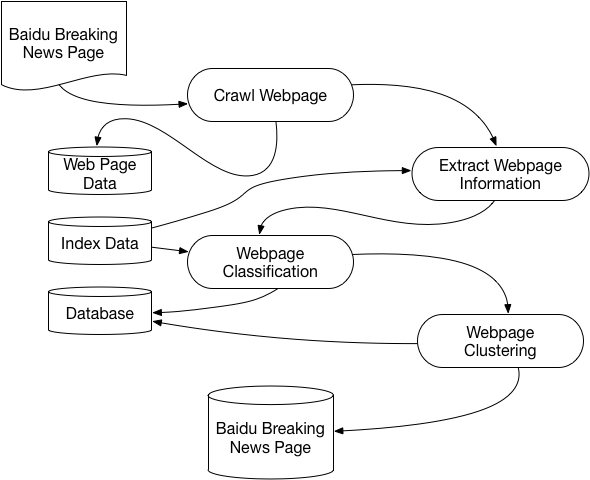 Baidu Breaking
News Page
Crawl Webpage
Web Page
Data
Extract Webpage
Information
Index Data
Webpage
Classification
Database
Webpage
Clustering
Baidu Breaking
News Page